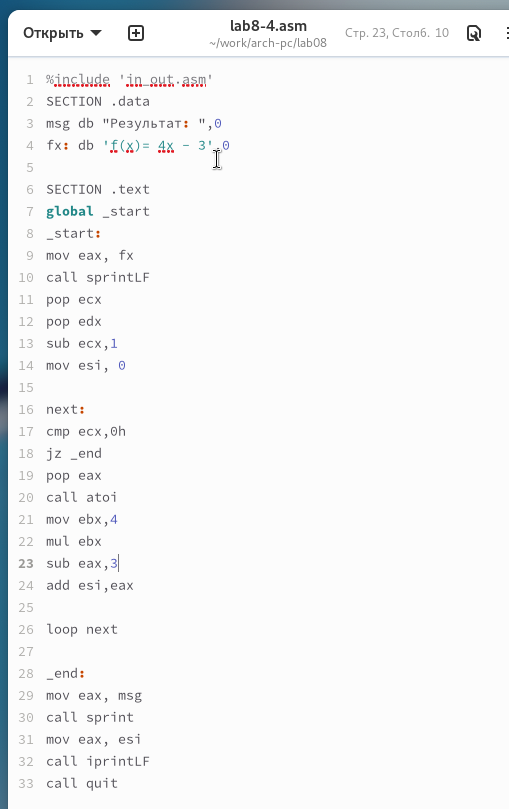 Открыть
lab8-4.asm
~/work/arch-pc/lab08
Стр. 23, Столб. 10
1 %include 'in_out.asm'
2 SECTION .data
3 msg db "Результат: ",0
4 fx: db 'f(x)= 4x - 3',0
5
6 SECTION .text
7 global _start
8 _start:
9 mov eax, fx
10 call sprintLF
11 pop ecx
12 pop edx
13 sub ecx,1
14 mov esi, 0
15
16 next:
17 cmp ecx,0h
18 jz _end
19 pop eax
20 call atoi
21 mov ebx,4
22 mul ebx
23 sub eax,3
24 add esi,eax
25
26 loop next
27
28 _end:
29 mov eax, msg
30 call sprint
31 mov eax, esi
32 call iprintLF
33 call quit